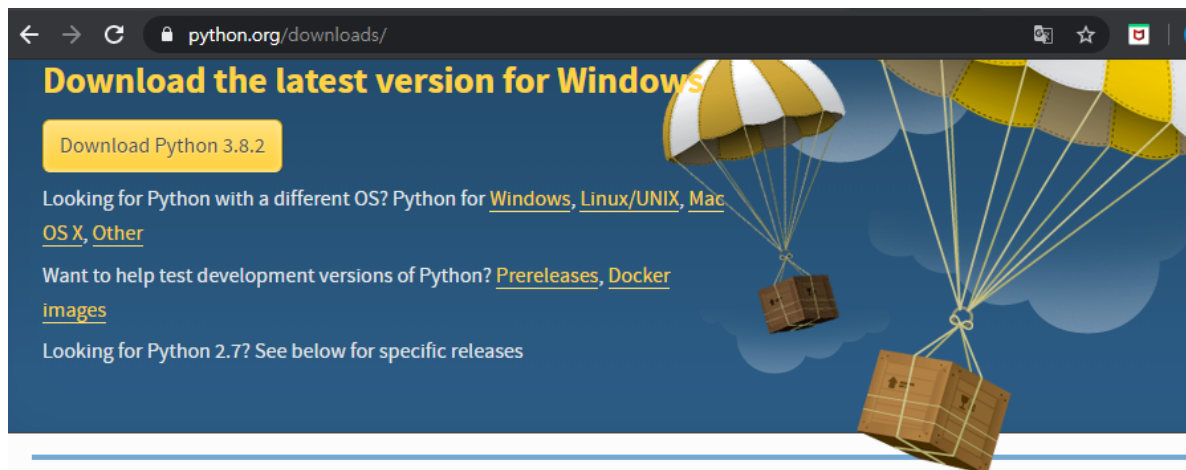 python.org/downloads/
Download the latest version for Windows
Download Python 3.8.2
Looking for Python with a different OS? Python for Windows, Linux/UNIX, Mac
OS X, Other
Want to help test development versions of Python? Prereleases, Docker
images
Looking for Python 2.7? See below for specific releases